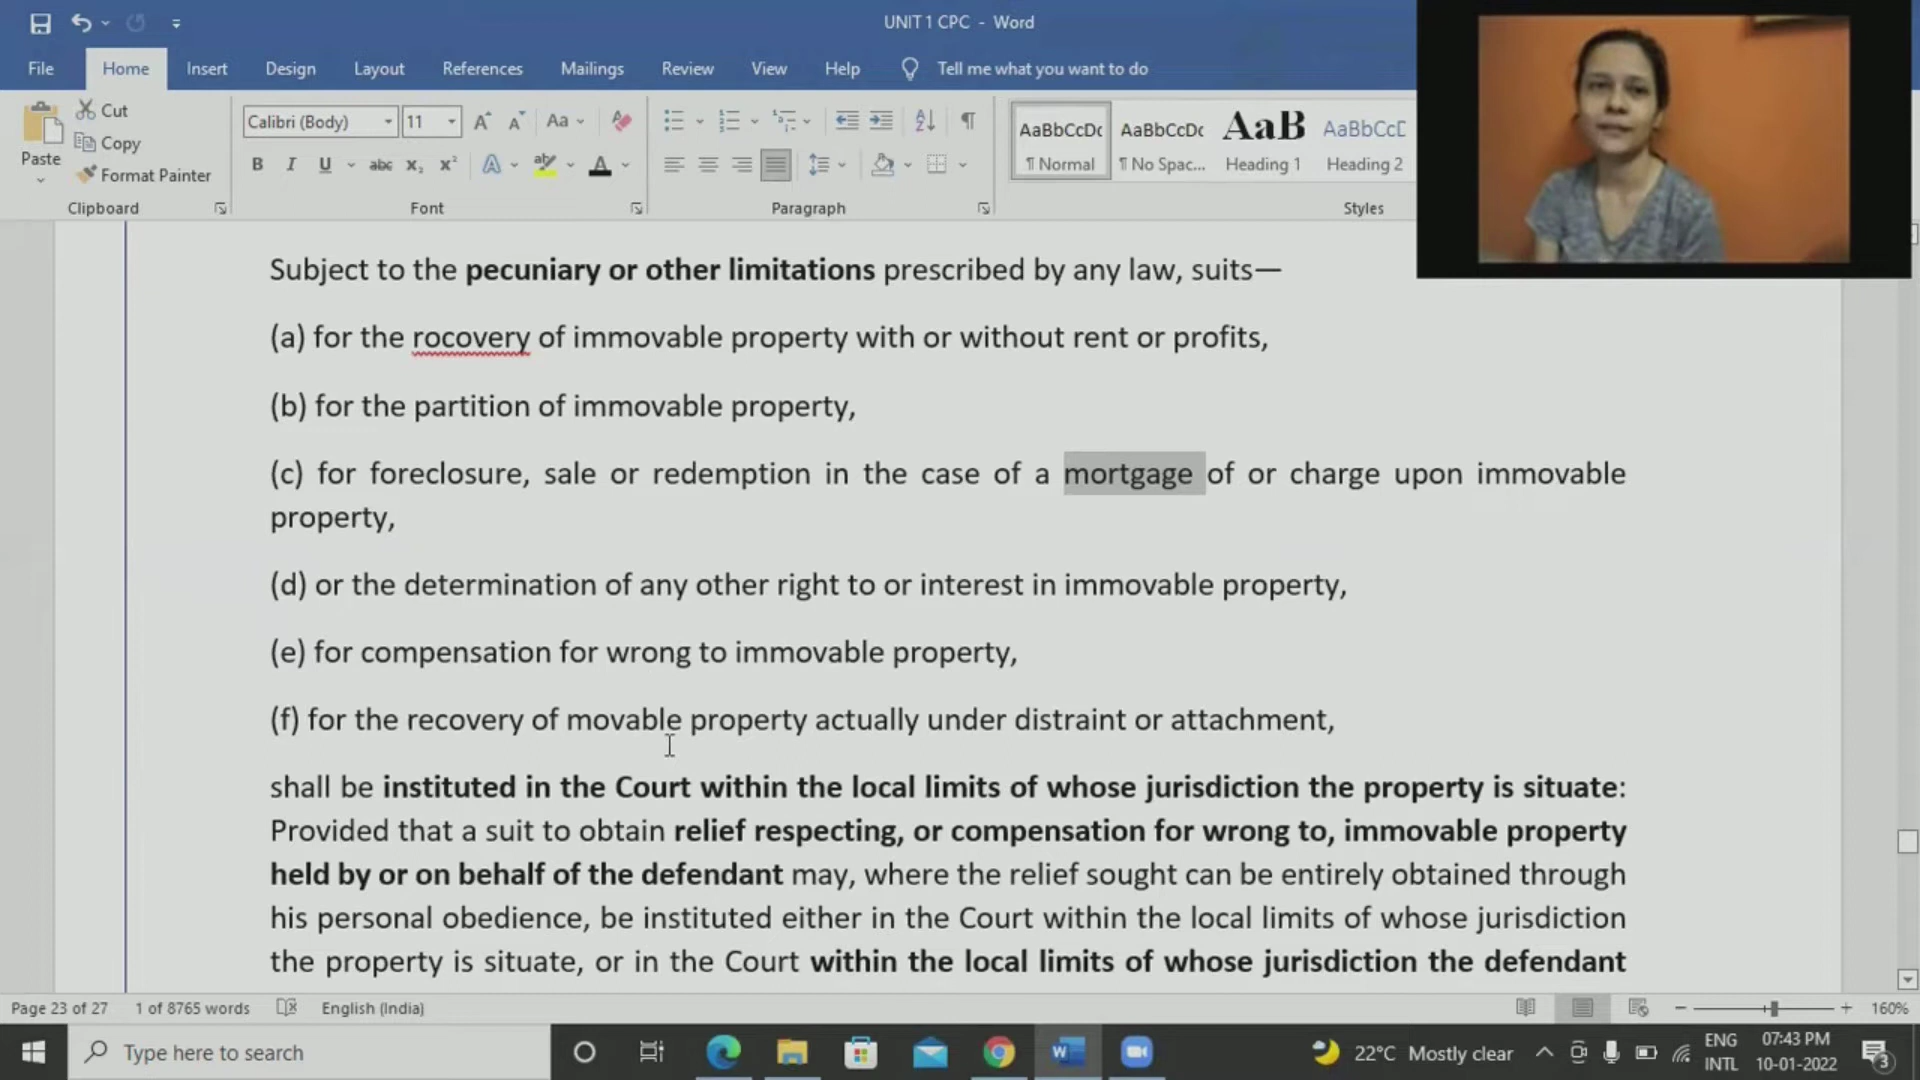 UNIT 1 CPC - Word
File Home Insert Design Layout References Mailings Review View Help Tell me what you want to do
Paste
Cut
Copy
Format Painter
Clipboard
Calibri (Body) 11
Font
Paragraph
AaBbCcDc AaBbCcDc AaB AaBbCcD
¶ Normal ¶ No Spac... Heading 1 Heading 2
Styles
Subject to the pecuniary or other limitations prescribed by any law, suits—
(a) for the rocovery of immovable property with or without rent or profits,
(b) for the partition of immovable property,
(c) for foreclosure, sale or redemption in the case of a mortgage of or charge upon immovable
property,
(d) or the determination of any other right to or interest in immovable property,
(e) for compensation for wrong to immovable property,
(f) for the recovery of movable property actually under distraint or attachment,
shall be instituted in the Court within the local limits of whose jurisdiction the property is situate:
Provided that a suit to obtain relief respecting, or compensation for wrong to, immovable property
held by or on behalf of the defendant may, where the relief sought can be entirely obtained through
his personal obedience, be instituted either in the Court within the local limits of whose jurisdiction
the property is situate, or in the Court within the local limits of whose jurisdiction the defendant
Page 23 of 27 1 of 8765 words English (India) 160%
Type here to search
22°C Mostly clear
ENG 07:43 PM
INTL 10-01-2022
3